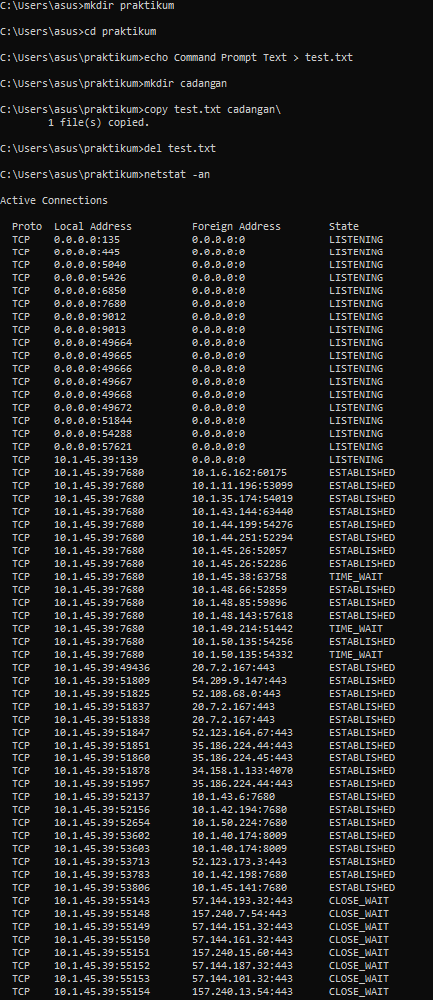 C:\Users\asus>mkdir praktikum
C:\Users\asus>cd praktikum
C:\Users\asus\praktikum>echo Command Prompt Text > test.txt
C:\Users\asus\praktikum>mkdir cadangan
C:\Users\asus\praktikum>copy test.txt cadangan\
        1 file(s) copied.
C:\Users\asus\praktikum>del test.txt
C:\Users\asus\praktikum>netstat -an
Active Connections
  Proto  Local Address          Foreign Address        State
  TCP    0.0.0.0:135            0.0.0.0:0              LISTENING
  TCP    0.0.0.0:445            0.0.0.0:0              LISTENING
  TCP    0.0.0.0:5040           0.0.0.0:0              LISTENING
  TCP    0.0.0.0:5426           0.0.0.0:0              LISTENING
  TCP    0.0.0.0:6850           0.0.0.0:0              LISTENING
  TCP    0.0.0.0:7680           0.0.0.0:0              LISTENING
  TCP    0.0.0.0:9012           0.0.0.0:0              LISTENING
  TCP    0.0.0.0:9013           0.0.0.0:0              LISTENING
  TCP    0.0.0.0:49664          0.0.0.0:0              LISTENING
  TCP    0.0.0.0:49665          0.0.0.0:0              LISTENING
  TCP    0.0.0.0:49666          0.0.0.0:0              LISTENING
  TCP    0.0.0.0:49667          0.0.0.0:0              LISTENING
  TCP    0.0.0.0:49668          0.0.0.0:0              LISTENING
  TCP    0.0.0.0:49672          0.0.0.0:0              LISTENING
  TCP    0.0.0.0:51844          0.0.0.0:0              LISTENING
  TCP    0.0.0.0:54288          0.0.0.0:0              LISTENING
  TCP    0.0.0.0:57621          0.0.0.0:0              LISTENING
  TCP    10.1.45.39:139         0.0.0.0:0              LISTENING
  TCP    10.1.45.39:7680        10.1.6.162:60175       ESTABLISHED
  TCP    10.1.45.39:7680        10.1.11.196:53099      ESTABLISHED
  TCP    10.1.45.39:7680        10.1.35.174:54019      ESTABLISHED
  TCP    10.1.45.39:7680        10.1.43.144:63440      ESTABLISHED
  TCP    10.1.45.39:7680        10.1.44.199:54276      ESTABLISHED
  TCP    10.1.45.39:7680        10.1.44.251:52294      ESTABLISHED
  TCP    10.1.45.39:7680        10.1.45.26:52057       ESTABLISHED
  TCP    10.1.45.39:7680        10.1.45.26:52286       ESTABLISHED
  TCP    10.1.45.39:7680        10.1.45.38:63758       TIME_WAIT
  TCP    10.1.45.39:7680        10.1.48.66:52859       ESTABLISHED
  TCP    10.1.45.39:7680        10.1.48.85:59896       ESTABLISHED
  TCP    10.1.45.39:7680        10.1.48.143:57618      ESTABLISHED
  TCP    10.1.45.39:7680        10.1.49.214:51442      TIME_WAIT
  TCP    10.1.45.39:7680        10.1.50.135:54256      ESTABLISHED
  TCP    10.1.45.39:7680        10.1.50.135:54332      TIME_WAIT
  TCP    10.1.45.39:49436       20.7.2.167:443         ESTABLISHED
  TCP    10.1.45.39:51809       54.209.9.147:443       ESTABLISHED
  TCP    10.1.45.39:51825       52.108.68.0:443        ESTABLISHED
  TCP    10.1.45.39:51837       20.7.2.167:443         ESTABLISHED
  TCP    10.1.45.39:51838       20.7.2.167:443         ESTABLISHED
  TCP    10.1.45.39:51847       52.123.164.67:443      ESTABLISHED
  TCP    10.1.45.39:51851       35.186.224.44:443      ESTABLISHED
  TCP    10.1.45.39:51860       35.186.224.45:443      ESTABLISHED
  TCP    10.1.45.39:51878       34.158.1.133:4070      ESTABLISHED
  TCP    10.1.45.39:51957       35.186.224.44:443      ESTABLISHED
  TCP    10.1.45.39:52137       10.1.43.6:7680         ESTABLISHED
  TCP    10.1.45.39:52156       10.1.42.194:7680       ESTABLISHED
  TCP    10.1.45.39:52654       10.1.50.224:7680       ESTABLISHED
  TCP    10.1.45.39:53602       10.1.40.174:8009       ESTABLISHED
  TCP    10.1.45.39:53603       10.1.40.174:8009       ESTABLISHED
  TCP    10.1.45.39:53713       52.123.173.3:443       ESTABLISHED
  TCP    10.1.45.39:53783       10.1.42.198:7680       ESTABLISHED
  TCP    10.1.45.39:53806       10.1.45.141:7680       ESTABLISHED
  TCP    10.1.45.39:55143       57.144.193.32:443      CLOSE_WAIT
  TCP    10.1.45.39:55148       157.240.7.54:443       CLOSE_WAIT
  TCP    10.1.45.39:55149       57.144.151.32:443      CLOSE_WAIT
  TCP    10.1.45.39:55150       57.144.161.32:443      CLOSE_WAIT
  TCP    10.1.45.39:55151       157.240.15.60:443      CLOSE_WAIT
  TCP    10.1.45.39:55152       57.144.187.32:443      CLOSE_WAIT
  TCP    10.1.45.39:55153       57.144.101.32:443      CLOSE_WAIT
  TCP    10.1.45.39:55154       157.240.13.54:443      CLOSE_WAIT